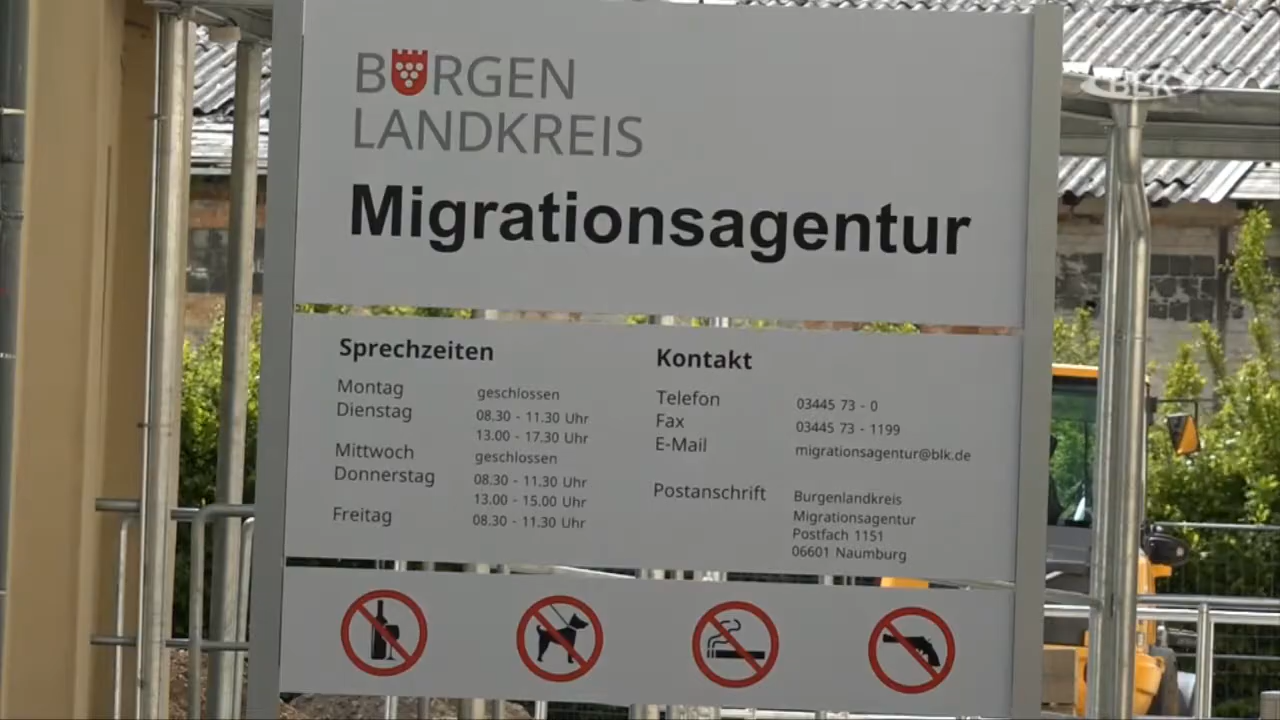 BURGEN
LANDKREIS
Migrationsagentur
Sprechzeiten
Montag geschlossen
Dienstag 08.30 - 11.30 Uhr
13.00 - 17.30 Uhr
Mittwoch geschlossen
Donnerstag 08.30 - 11.30 Uhr
13.00 - 15.00 Uhr
Freitag 08.30 - 11.30 Uhr
Kontakt
Telefon 03445 73 - 0
Fax 03445 73 - 1199
E-Mail migrationsagentur@blk.de
Postanschrift Burgenlandkreis
Migrationsagentur
Postfach 1151
06601 Naumburg
BLK